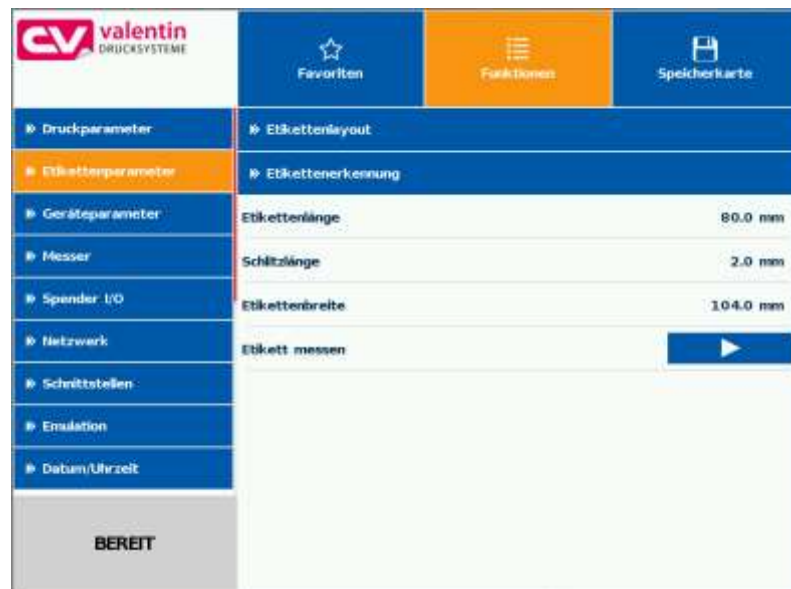 CV valentin
DRUCKSYSTEME
Favoriten
Funktionen
Speicherkarte
Druckparameter
Etikettenparameter
Geräteparameter
Messer
Spender I/O
Netzwerk
Schnittstellen
Emulation
Datum/Uhrzeit
BEREIT
Etikettenlayout
Etikettenerkennung
Etikettenlänge 80.0 mm
Schlitzlänge 2.0 mm
Etikettenbreite 104.0 mm
Etikett messen